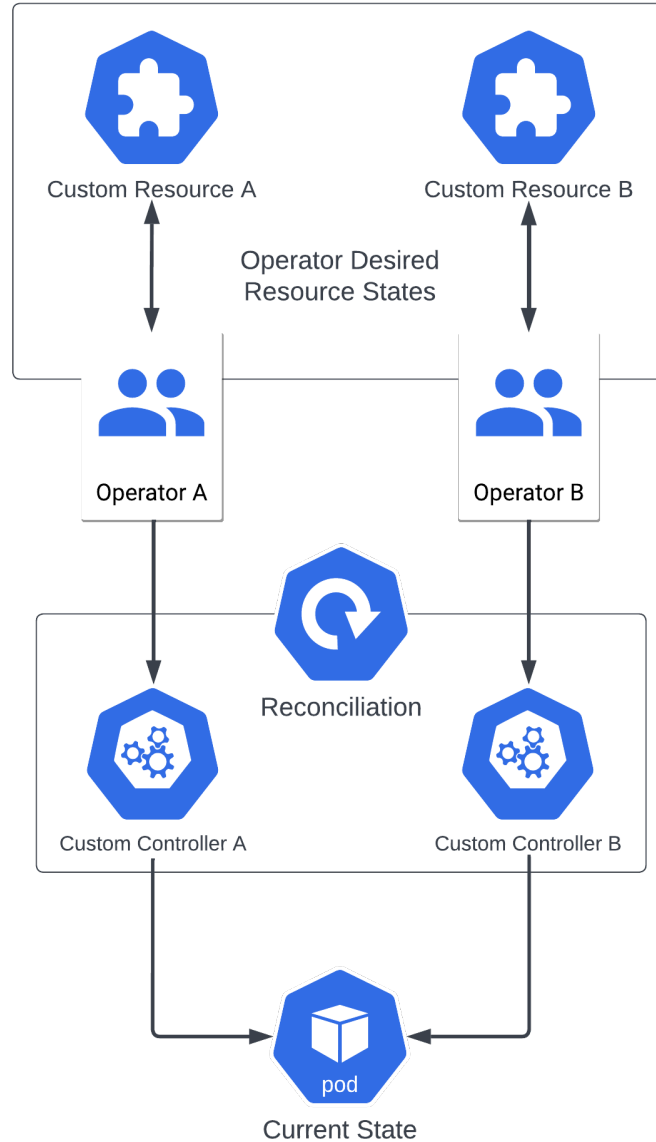 Custom Resource A
Custom Resource B
Operator Desired
Resource States
Operator A
Operator B
Reconciliation
Custom Controller A
Custom Controller B
pod
Current State